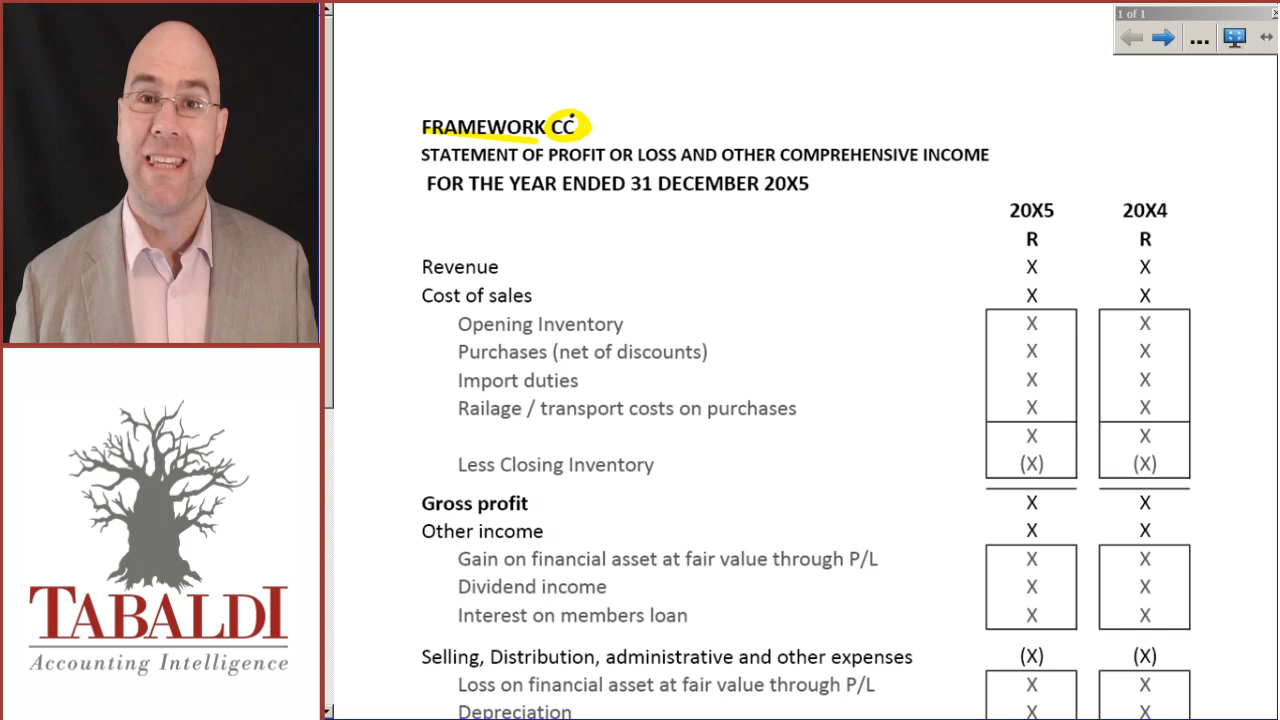 1 of 1
FRAMEWORK CC
STATEMENT OF PROFIT OR LOSS AND OTHER COMPREHENSIVE INCOME
FOR THE YEAR ENDED 31 DECEMBER 20X5
20X5 20X4
R R
Revenue X X
Cost of sales X X
Opening Inventory X X
Purchases (net of discounts) X X
Import duties X X
Railage / transport costs on purchases X X
X X
Less Closing Inventory (X) (X)
Gross profit X X
Other income X X
Gain on financial asset at fair value through P/L X X
Dividend income X X
Interest on members loan X X
Selling, Distribution, administrative and other expenses (X) (X)
Loss on financial asset at fair value through P/L X X
Depreciation X X
TABALDI
Accounting Intelligence